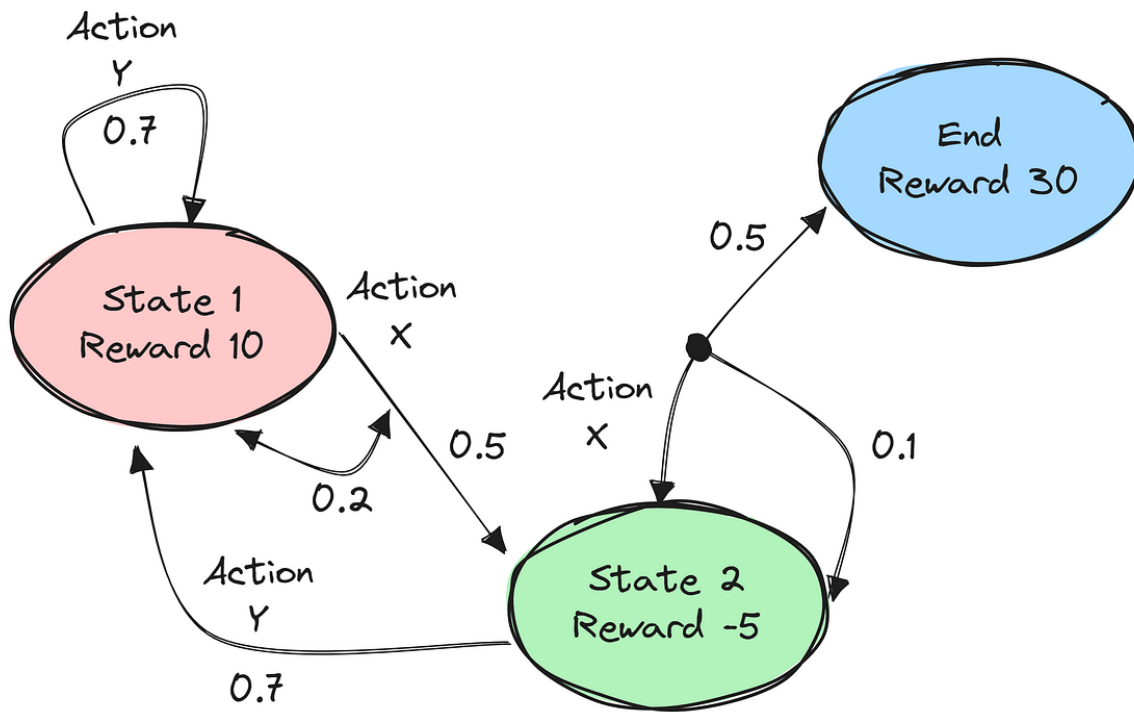 Action
Y
0.7
State 1
Reward 10
Action
X
0.5
0.2
Action
Y
0.7
End
Reward 30
0.5
Action
X
0.1
State 2
Reward -5